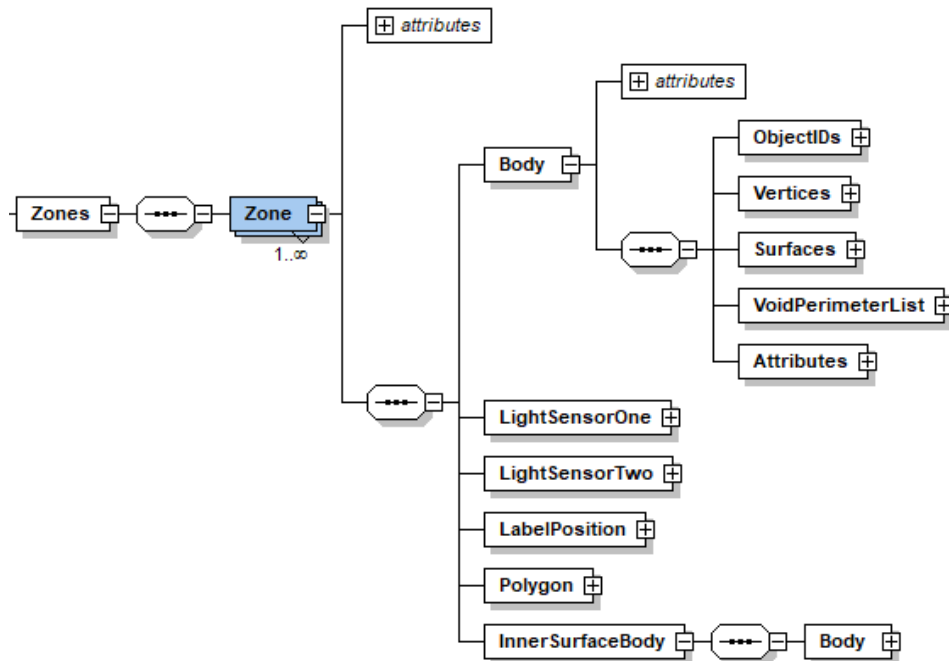 attributes
attributes
ObjectIDs
Body
Vertices
Zones
Zone
Surfaces
1..∞
VoidPerimeterList
Attributes
LightSensorOne
LightSensorTwo
LabelPosition
Polygon
InnerSurfaceBody
Body